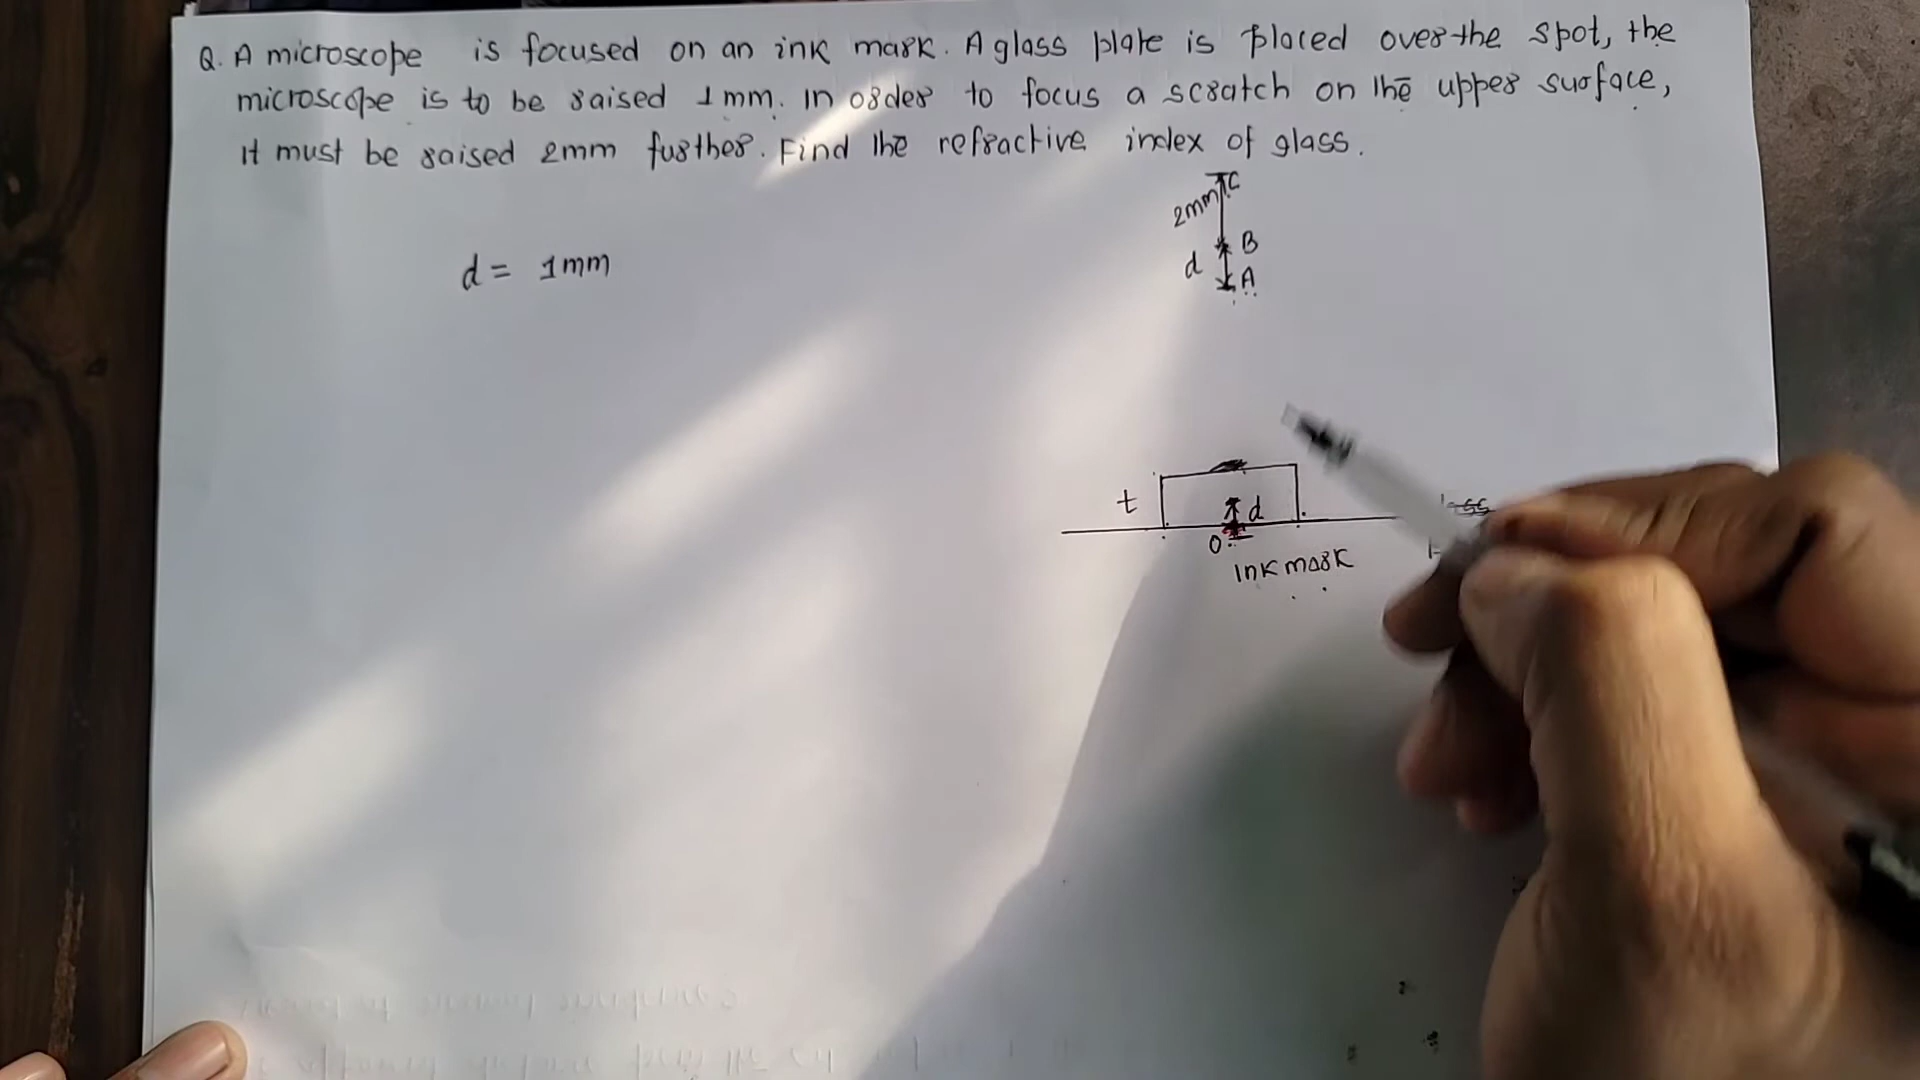 Q. A microscope is focused on an ink mark. A glass plate is placed over the spot, the
microscope is to be raised 1mm. In order to focus a scratch on the upper surface,
it must be raised 2mm further. Find the refractive index of glass.
C
2mm
B
d
A
d = 1mm
t
d
O
Ink mark